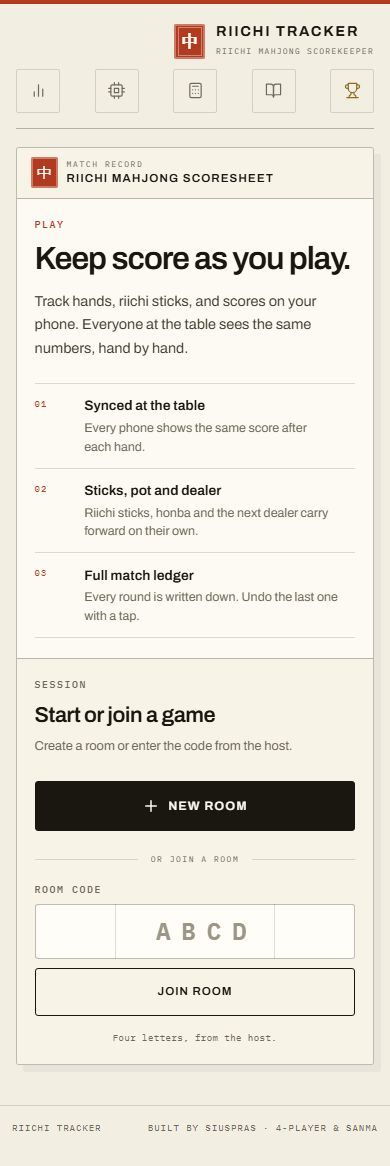 中 RIICHI TRACKER
RIICHI MAHJONG SCOREKEEPER
中 MATCH RECORD
RIICHI MAHJONG SCORESHEET
PLAY
Keep score as you play.
Track hands, riichi sticks, and scores on your
phone. Everyone at the table sees the same
numbers, hand by hand.
01 Synced at the table
Every phone shows the same score after
each hand.
02 Sticks, pot and dealer
Riichi sticks, honba and the next dealer carry
forward on their own.
03 Full match ledger
Every round is written down. Undo the last one
with a tap.
SESSION
Start or join a game
Create a room or enter the code from the host.
NEW ROOM
OR JOIN A ROOM
ROOM CODE
ABCD
JOIN ROOM
Four letters, from the host.
RIICHI TRACKER BUILT BY SIUSPRAS · 4-PLAYER & SANMA